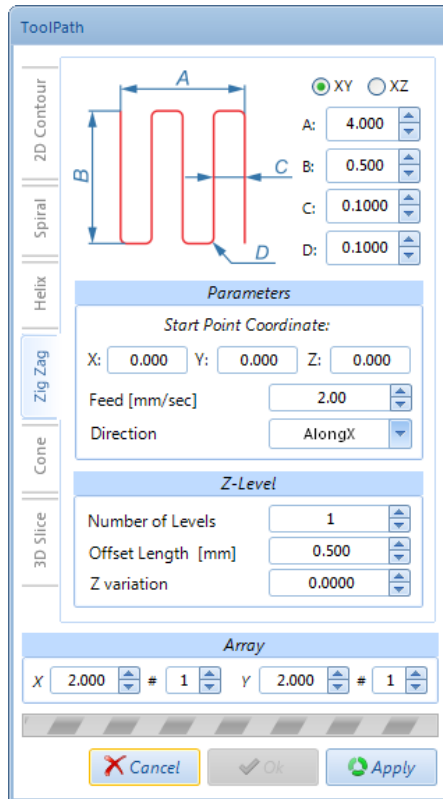 ToolPath
2D Contour
Spiral
Helix
Zig Zag
Cone
3D Slice
A
B
C
D
XY XZ
A: 4.000
B: 0.500
C: 0.1000
D: 0.1000
Parameters
Start Point Coordinate:
X: 0.000 Y: 0.000 Z: 0.000
Feed [mm/sec] 2.00
Direction AlongX
Z-Level
Number of Levels 1
Offset Length [mm] 0.500
Z variation 0.0000
Array
X 2.000 # 1 Y 2.000 # 1
Cancel Ok Apply